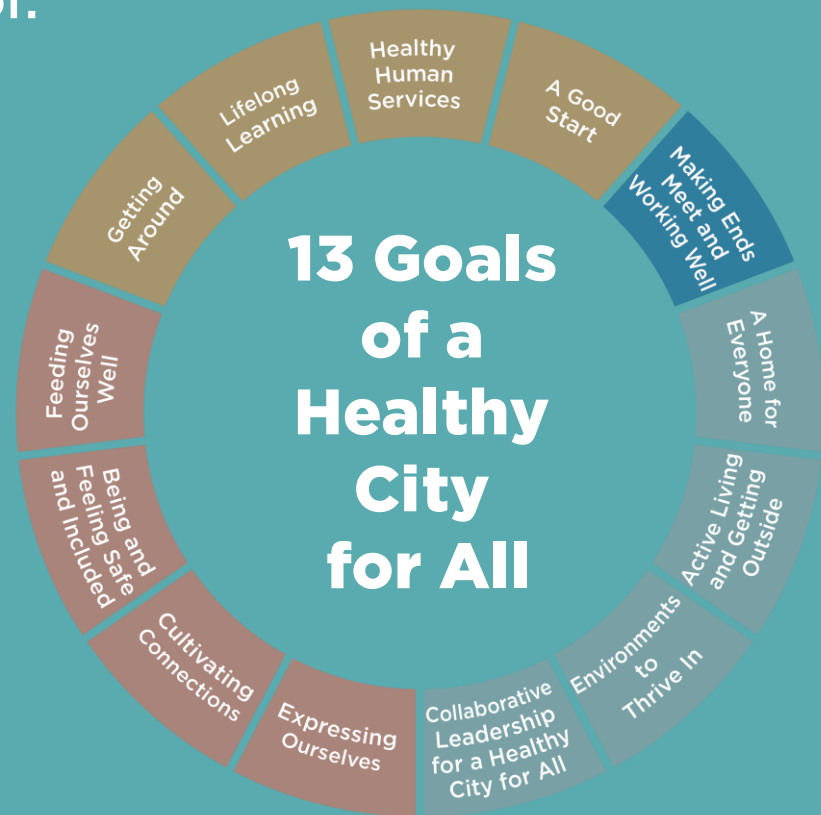 13 Goals
of a
Healthy
City
for All
Healthy
Human
Services
A Good
Start
Making Ends
Meet and
Working Well
A Home for
Everyone
Active Living
and Getting
Outside
Environments
to
Thrive In
Collaborative
Leadership
for a Healthy
City for All
Expressing
Ourselves
Cultivating
Connections
Being and
Feeling Safe
and Included
Feeding
Ourselves
Well
Getting
Around
Lifelong
Learning